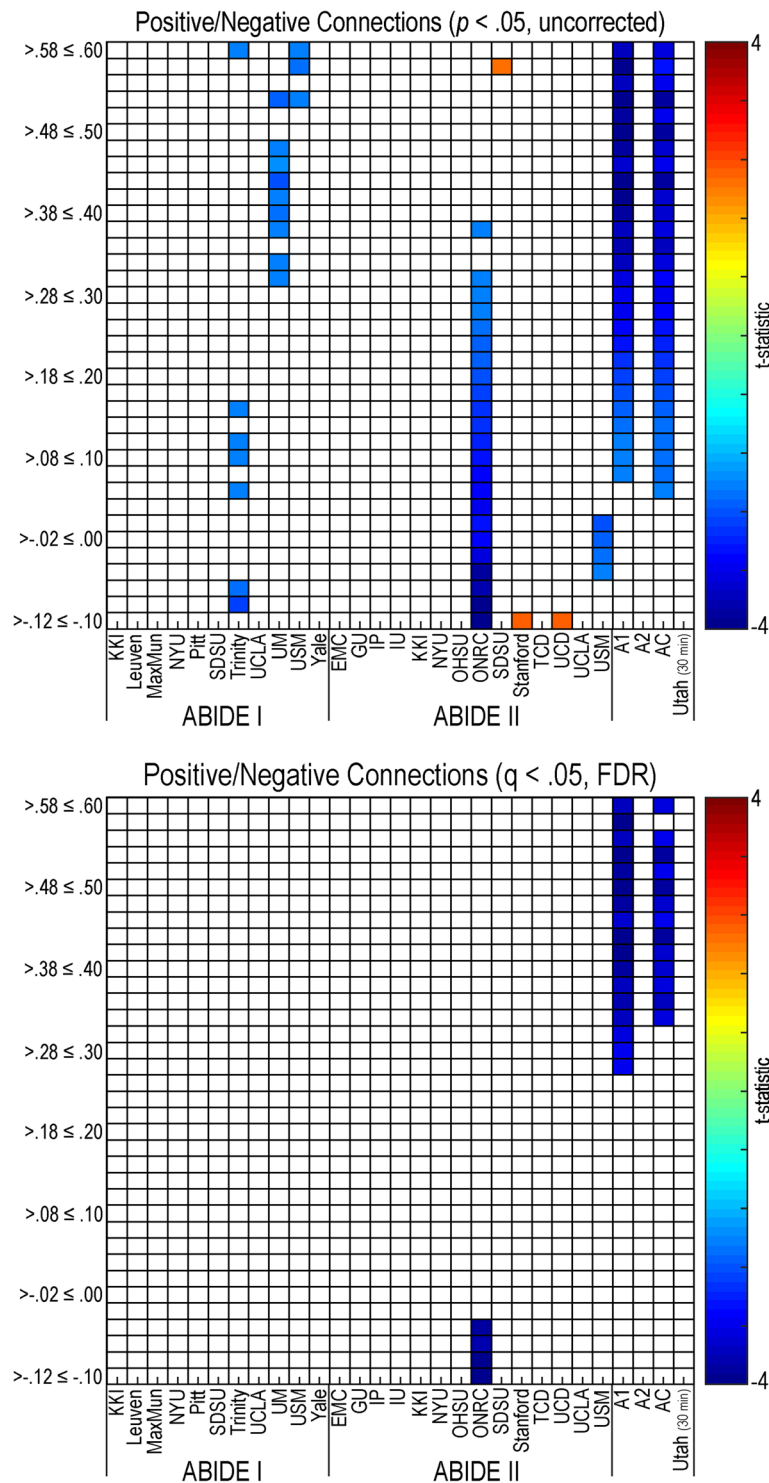 Positive/Negative Connections (p < .05, uncorrected)
>.58 ≤ .60
>.48 ≤ .50
>.38 ≤ .40
>.28 ≤ .30
>.18 ≤ .20
>.08 ≤ .10
>-.02 ≤ .00
>-.12 ≤ -.10
4
t-statistic
-4
KKI
Leuven
MaxMun
NYU
Pitt
SDSU
Trinity
UCLA
UM
USM
Yale
EMC
GU
IP
IU
KKI
NYU
OHSU
ONRC
SDSU
Stanford
TCD
UCD
UCLA
USM
A1
A2
AC
Utah (30 min)
ABIDE I
ABIDE II
Positive/Negative Connections (q < .05, FDR)
>.58 ≤ .60
>.48 ≤ .50
>.38 ≤ .40
>.28 ≤ .30
>.18 ≤ .20
>.08 ≤ .10
>-.02 ≤ .00
>-.12 ≤ -.10
4
t-statistic
-4
KKI
Leuven
MaxMun
NYU
Pitt
SDSU
Trinity
UCLA
UM
USM
Yale
EMC
GU
IP
IU
KKI
NYU
OHSU
ONRC
SDSU
Stanford
TCD
UCD
UCLA
USM
A1
A2
AC
Utah (30 min)
ABIDE I
ABIDE II